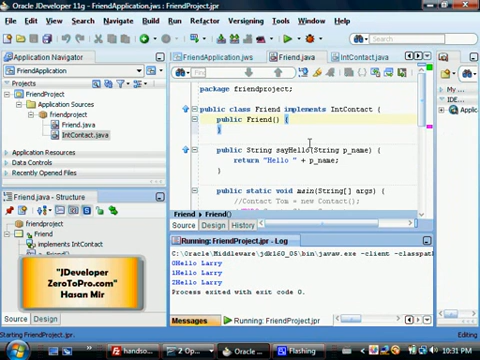 Oracle JDeveloper 11g - FriendApplication.jws : FriendProject.jpr
File Edit View Search Navigate Build Run Refactor Versioning Tools Window Help
Application Navigator
FriendApplication
Projects
FriendProject
Application Sources
friendproject
Friend.java
IntContact.java
Application Resources
Data Controls
Recently Opened Files
Friend.java - Structure
friendproject
Friend
implements IntContact
Friend()
"JDeveloper
ZeroToPro.com"
Hasan Mir
Source Design
FriendApplication.jws Friend.java IntContact.java
Find
package friendproject;
public class Friend implements IntContact {
public Friend() {
}
public String sayHello(String p_name) {
return "Hello " + p_name;
}
public static void main(String[] args) {
//Contact Tom = new Contact();
Friend Friend()
Source Design History
Running: FriendProject.jpr - Log
C:\Oracle\Middleware\jdk160_05\bin\javaw.exe -client -classpath
0Hello Larry
1Hello Larry
2Hello Larry
Process exited with exit code 0.
Messages Running: FriendProject.jpr
Starting FriendProject.jpr. Editing
handso... 2 Op... Oracle ... Flashing 10:31 PM